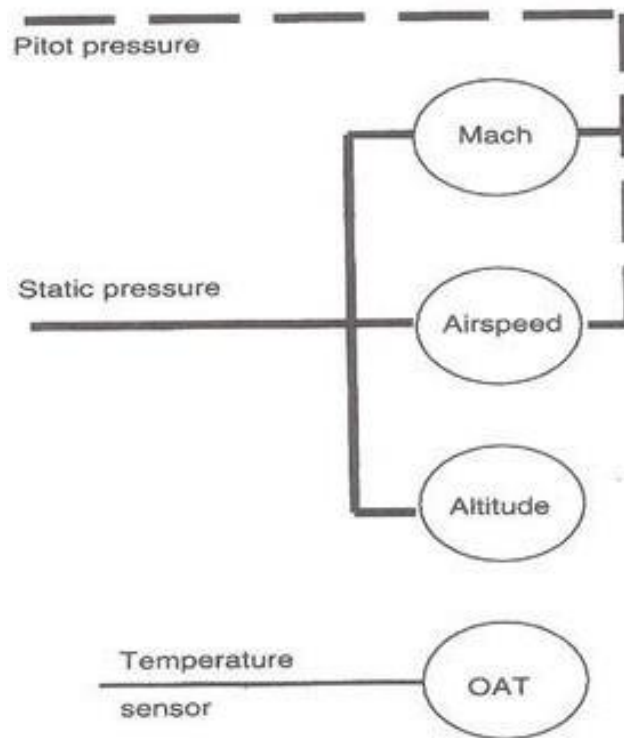 Pitot pressure
Mach
Static pressure
Airspeed
Altitude
Temperature
sensor
OAT